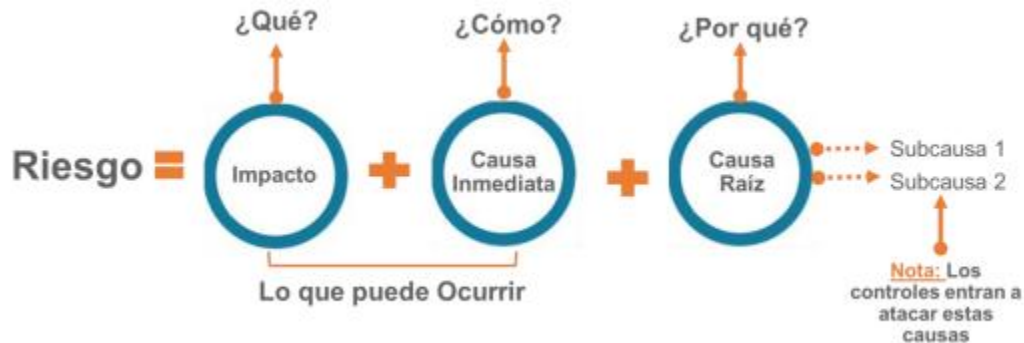 ¿Qué?
¿Cómo?
¿Por qué?
Riesgo =
Impacto
+
Causa
Inmediata
+
Causa
Raíz
Subcausa 1
Subcausa 2
Lo que puede Ocurrir
Nota: Los
controles entran a
atacar estas
causas